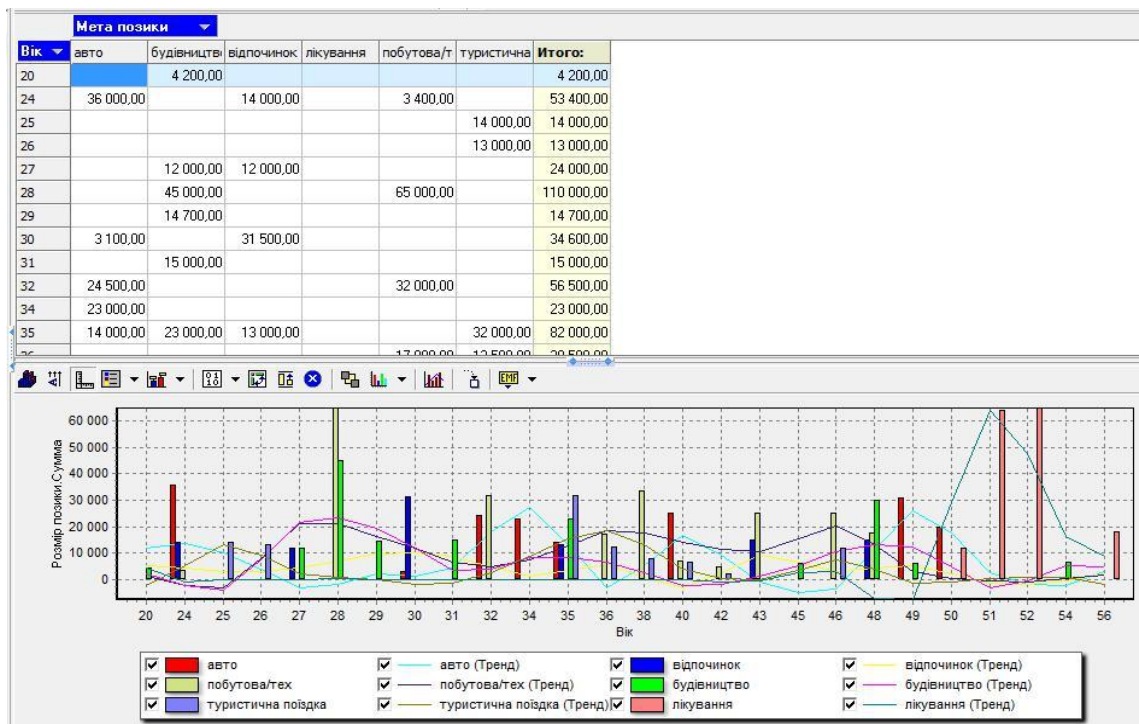 Мета позики
Вік авто будівництв відпочинок лікування побутова/т туристична Итого:
20 4 200,00 4 200,00
24 36 000,00 14 000,00 3 400,00 53 400,00
25 14 000,00 14 000,00
26 13 000,00 13 000,00
27 12 000,00 12 000,00 24 000,00
28 45 000,00 65 000,00 110 000,00
29 14 700,00 14 700,00
30 3 100,00 31 500,00 34 600,00
31 15 000,00 15 000,00
32 24 500,00 32 000,00 56 500,00
34 23 000,00 23 000,00
35 14 000,00 23 000,00 13 000,00 32 000,00 82 000,00
EMF
60 000
50 000
40 000
30 000
20 000
10 000
0
Розмір позики.Сумма
20 24 25 26 27 28 29 30 31 32 34 35 36 38 40 42 43 45 46 48 49 50 51 52 54 56
Вік
авто авто (Тренд) відпочинок відпочинок (Тренд)
побутова/тех побутова/тех (Тренд) будівництво будівництво (Тренд)
туристична поїздка туристична поїздка (Тренд) лікування лікування (Тренд)